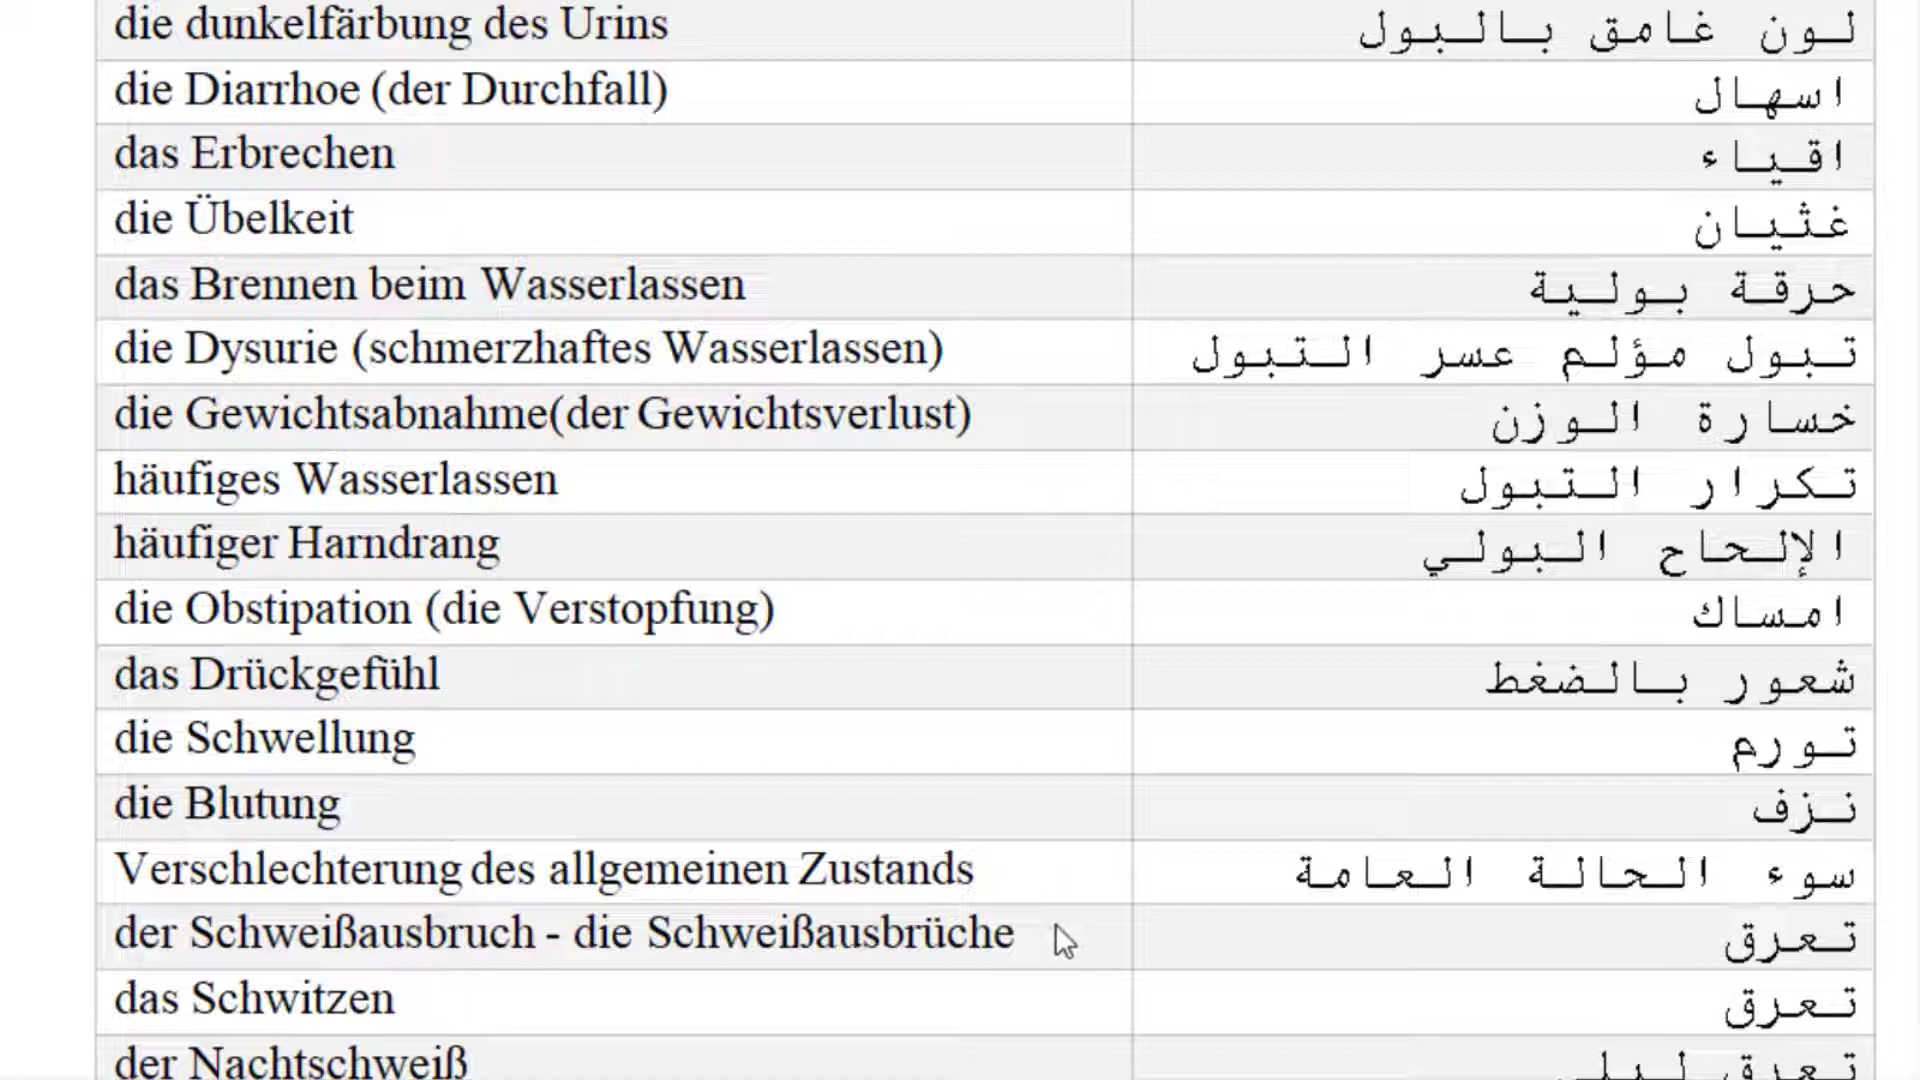 die dunkelfärbung des Urins لون غامق بالبول
die Diarrhoe (der Durchfall) اسهال
das Erbrechen اقياء
die Übelkeit غثيان
das Brennen beim Wasserlassen حرقة بولية
die Dysurie (schmerzhaftes Wasserlassen) تبول مؤلم عسر التبول
die Gewichtsabnahme(der Gewichtsverlust) خسارة الوزن
häufiges Wasserlassen تكرار التبول
häufiger Harndrang الإلحاح البولي
die Obstipation (die Verstopfung) امساك
das Drückgefühl شعور بالضغط
die Schwellung تورم
die Blutung نزف
Verschlechterung des allgemeinen Zustands سوء الحالة العامة
der Schweißausbruch - die Schweißausbrüche تعرق
das Schwitzen تعرق
der Nachtschweiß تعرق ليلي